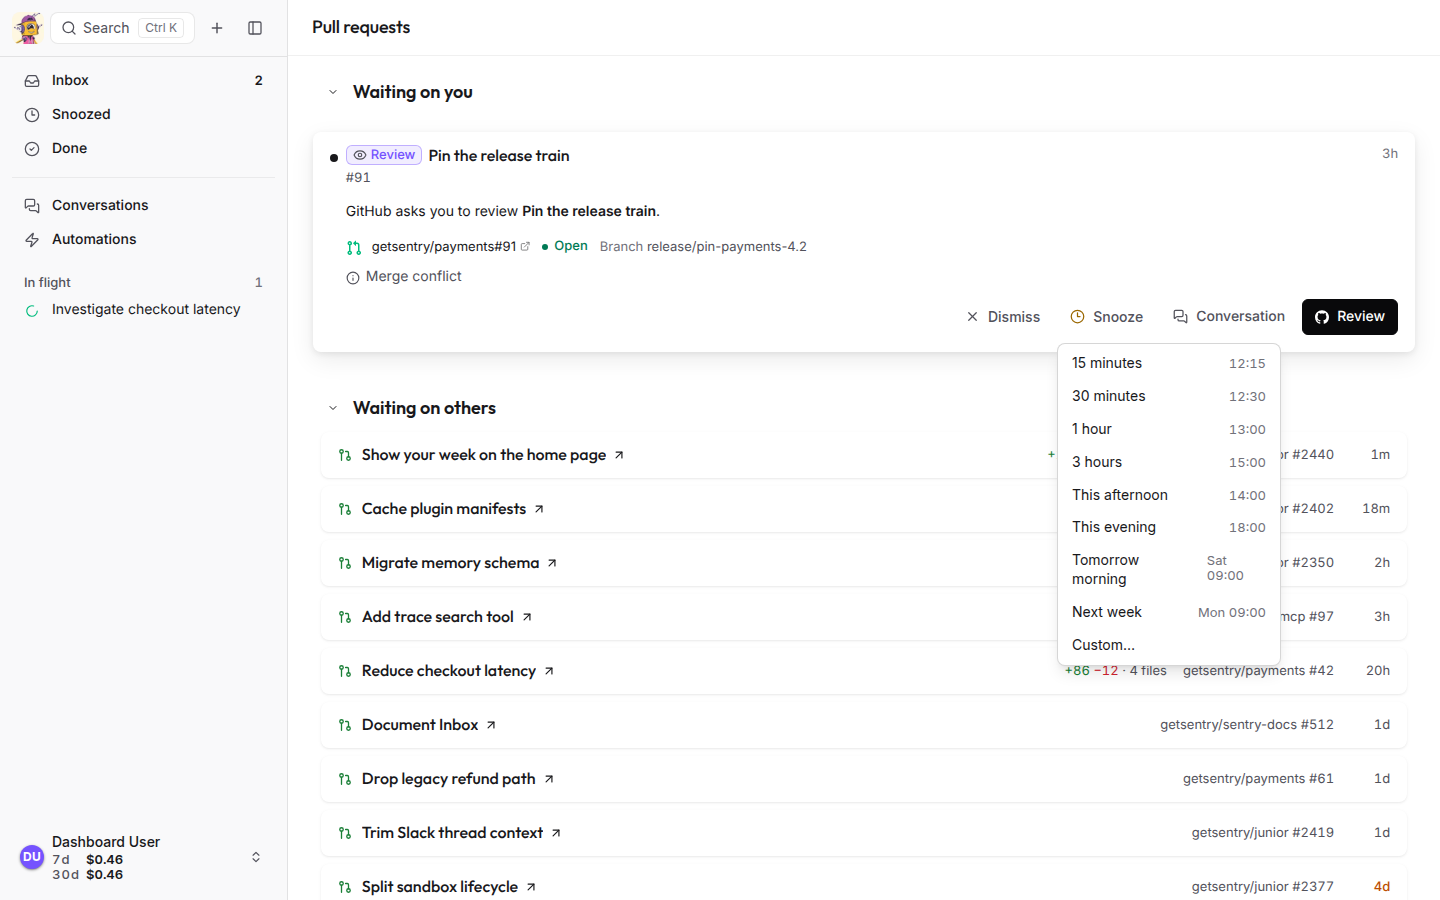 Search Ctrl K
Inbox 2
Snoozed
Done
Conversations
Automations
In flight 1
Investigate checkout latency
DU
Dashboard User
7d $0.46
30d $0.46
Pull requests
Waiting on you
Review Pin the release train 3h
#91
GitHub asks you to review Pin the release train.
getsentry/payments#91 Open Branch release/pin-payments-4.2
Merge conflict
Dismiss Snooze Conversation Review
15 minutes 12:15
30 minutes 12:30
1 hour 13:00
3 hours 15:00
This afternoon 14:00
This evening 18:00
Tomorrow morning Sat 09:00
Next week Mon 09:00
Custom...
Waiting on others
Show your week on the home page + #2440 1m
Cache plugin manifests #2402 18m
Migrate memory schema #2350 2h
Add trace search tool mcp #97 3h
Reduce checkout latency +86 −12 · 4 files getsentry/payments #42 20h
Document Inbox getsentry/sentry-docs #512 1d
Drop legacy refund path getsentry/payments #61 1d
Trim Slack thread context getsentry/junior #2419 1d
Split sandbox lifecycle getsentry/junior #2377 4d